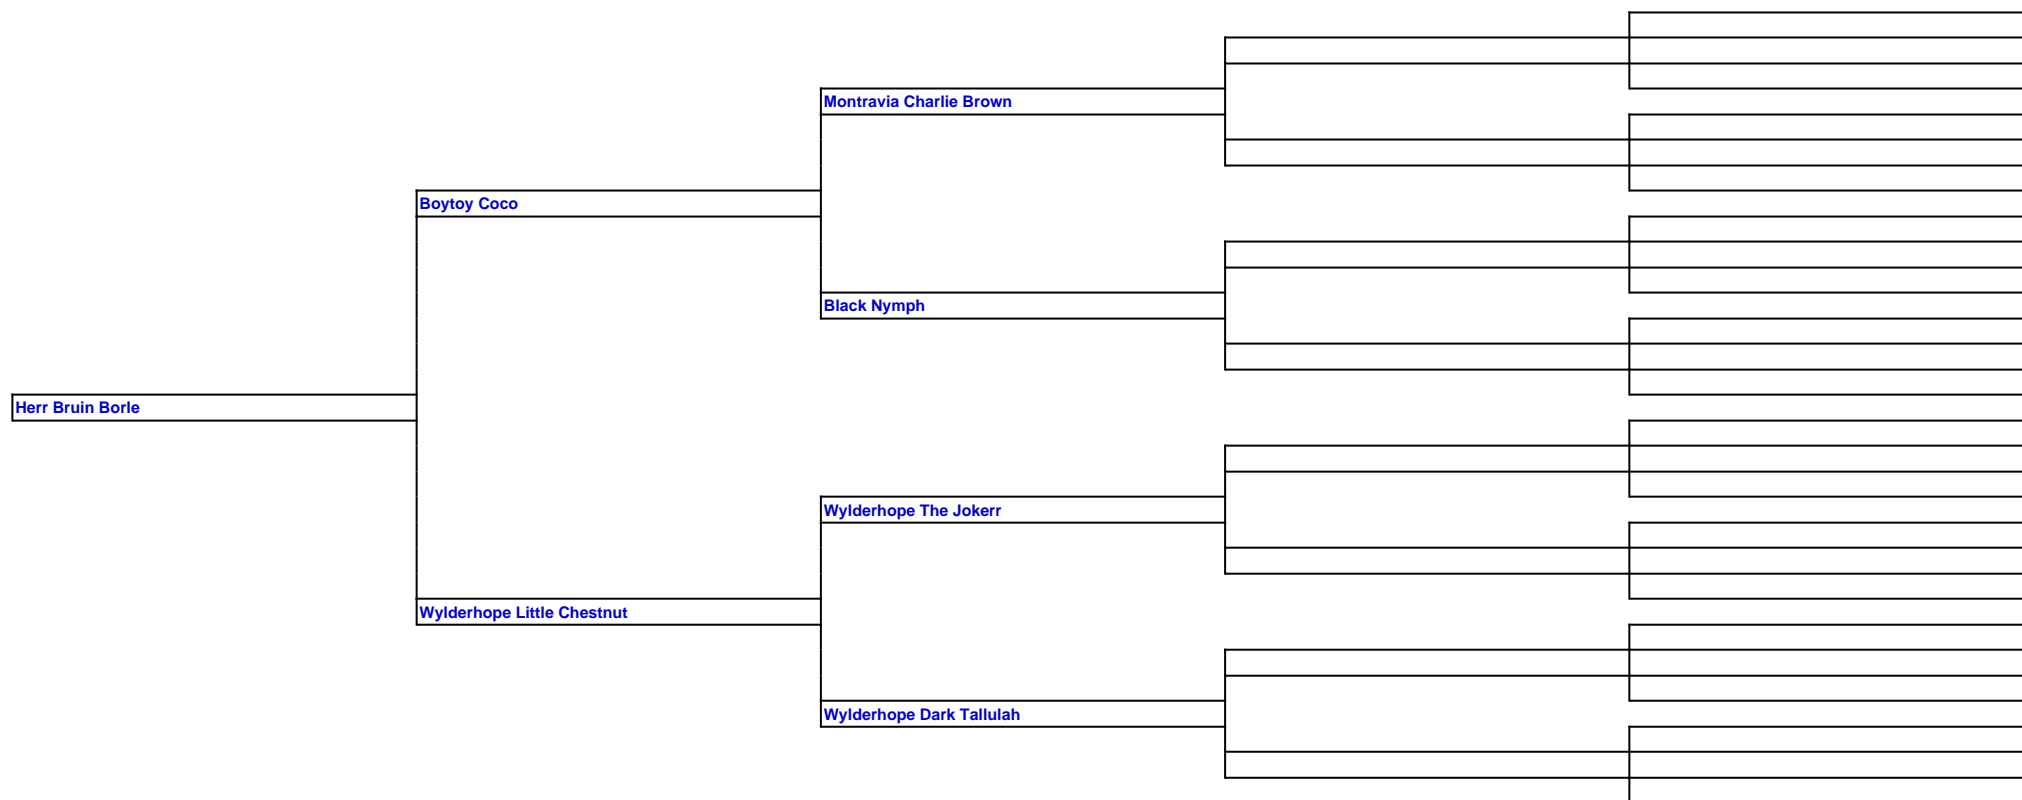 Montravia Charlie Brown
Boytoy Coco
Black Nymph
Herr Bruin Borle
Wylderhope The Jokerr
Wylderhope Little Chestnut
Wylderhope Dark Tallulah